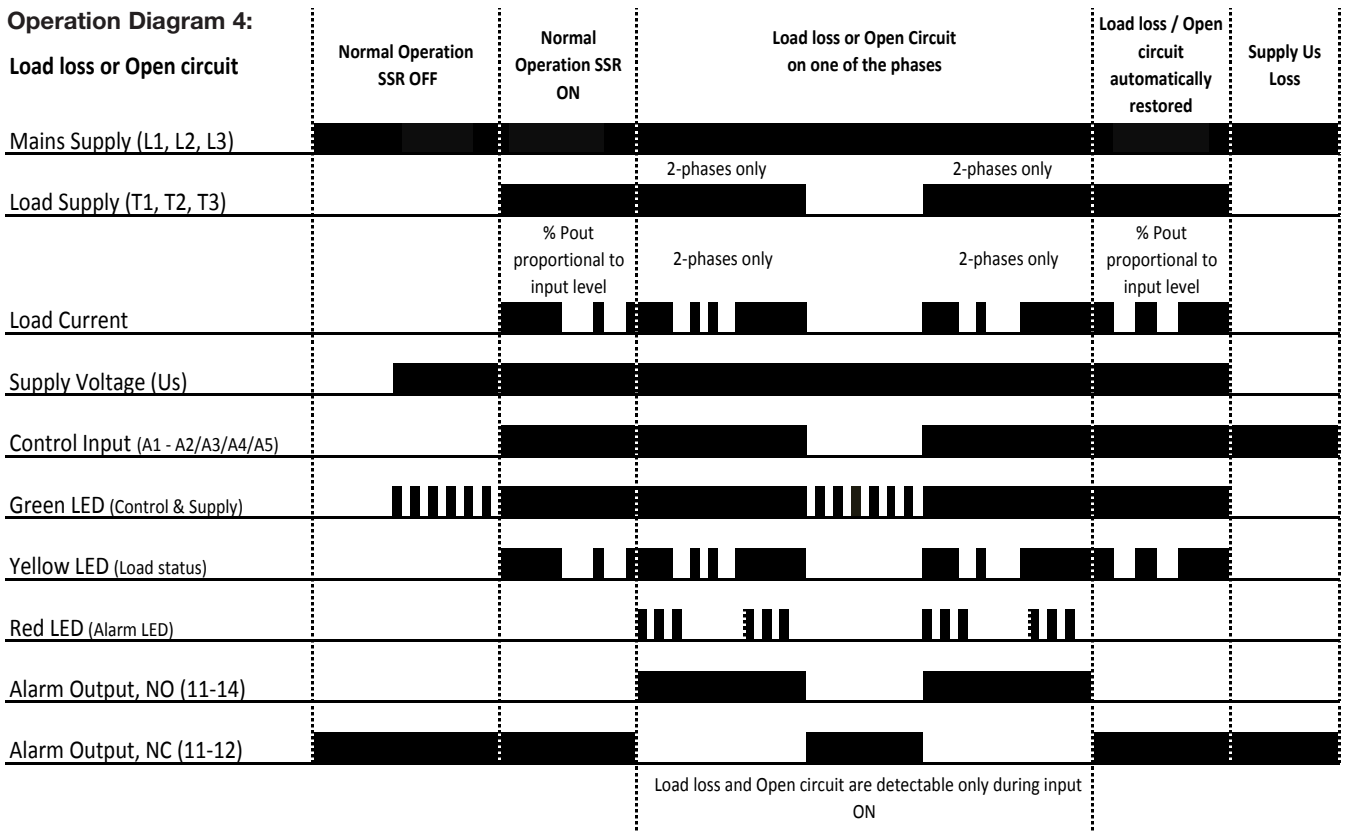 Operation Diagram 4:
Load loss or Open circuit
Normal Operation
SSR OFF
Normal
Operation SSR
ON
Load loss or Open Circuit
on one of the phases
Load loss / Open
circuit
automatically
restored
Supply Us
Loss
Mains Supply (L1, L2, L3)
2-phases only
2-phases only
Load Supply (T1, T2, T3)
% Pout
proportional to
input level
2-phases only
2-phases only
% Pout
proportional to
input level
Load Current
Supply Voltage (Us)
Control Input (A1 - A2/A3/A4/A5)
Green LED (Control & Supply)
Yellow LED (Load status)
Red LED (Alarm LED)
Alarm Output, NO (11-14)
Alarm Output, NC (11-12)
Load loss and Open circuit are detectable only during input
ON